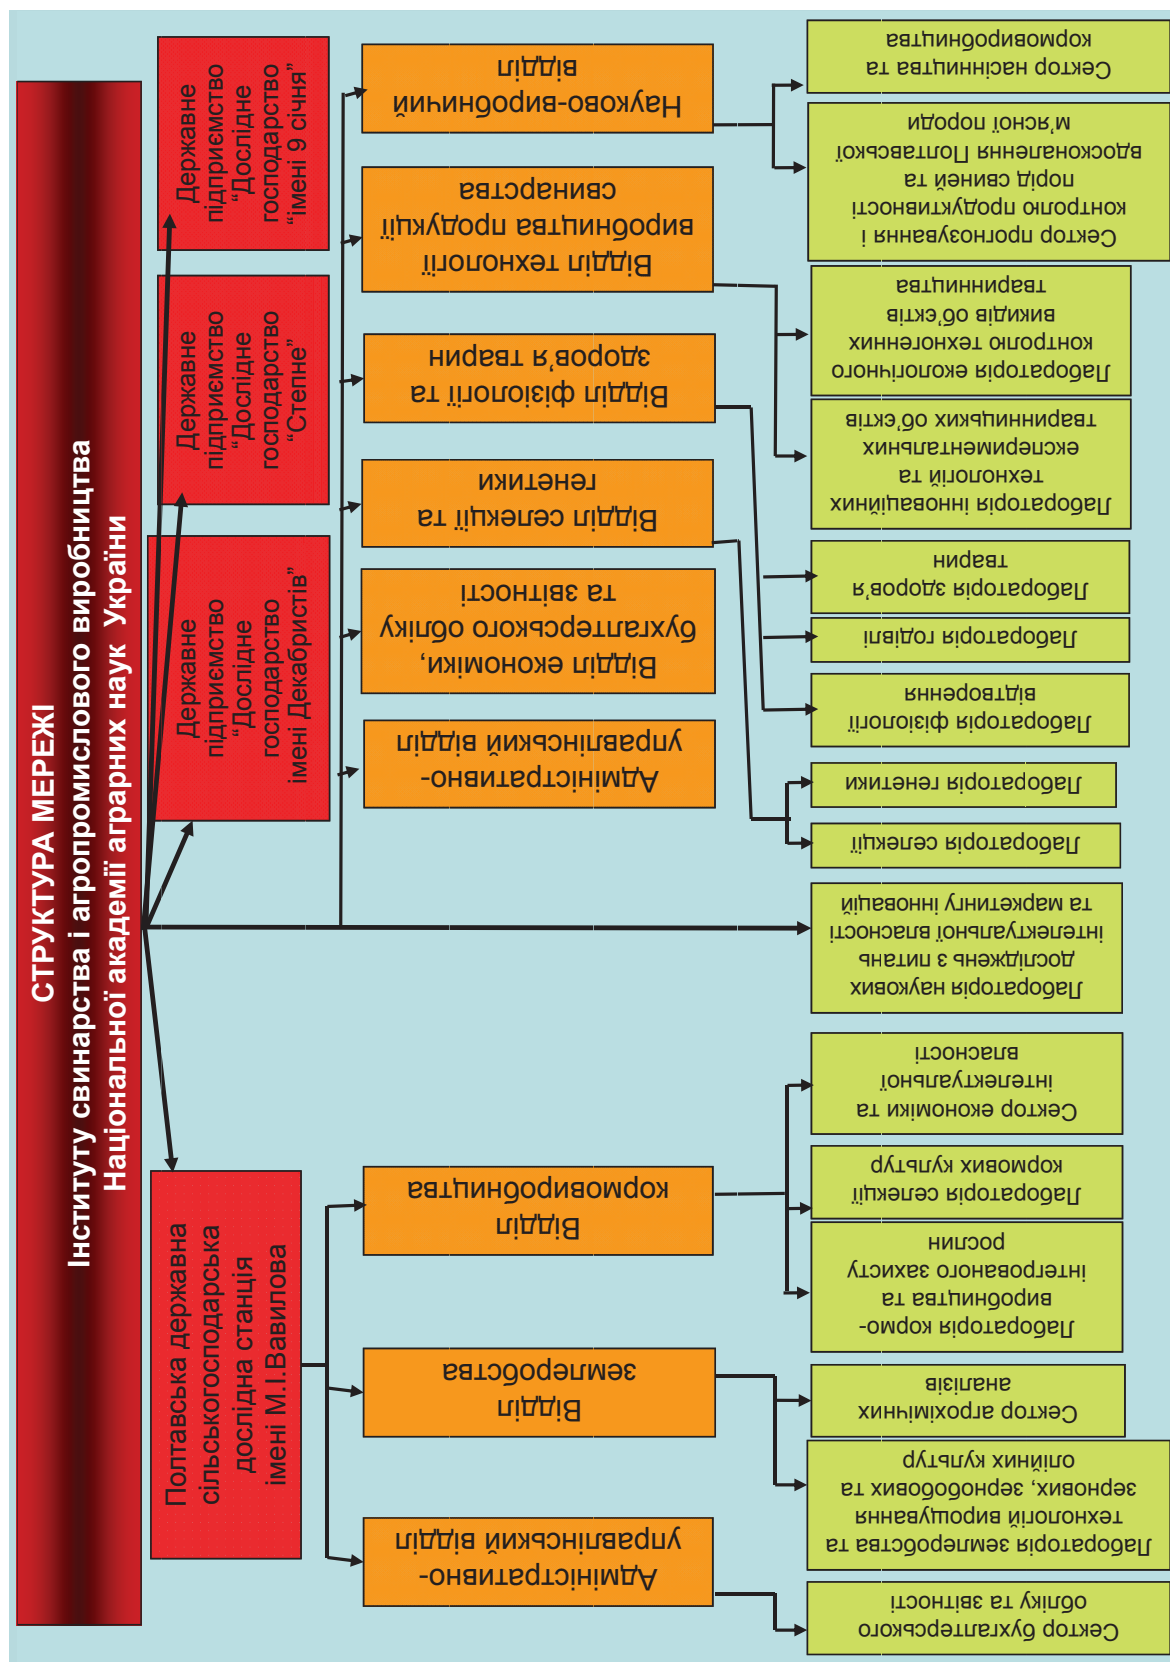 СТРУКТУРА МЕРЕЖІ
Інституту свинарства і агропромислового виробництва
Національної академії аграрних наук України
Полтавська державна
сільськогосподарська
дослідна станція
імені М.І.Вавилова
Державне
підприємство
“Дослідне
господарство
імені Декабристів”
Державне
підприємство
“Дослідне
господарство
“Степне”
Державне
підприємство
“Дослідне
господарство
“імені 9 січня”
Адміністративно-
управлінський відділ
Відділ
землеробства
Відділ
кормовиробництва
Адміністративно-
управлінський відділ
Відділ економіки,
бухгалтерського обліку
та звітності
Відділ селекції та
генетики
Відділ фізіології та
здоров’я тварин
Відділ технології
виробництва продукції
свинарства
Науково-виробничий
відділ
Сектор бухгалтерського
обліку та звітності
Лабораторія землеробства та
технологій вирощування
зернових, зернобобових та
олійних культур
Сектор агрохімічних
аналізів
Лабораторія кормо-
виробництва та
інтегрованого захисту
рослин
Лабораторія селекції
кормових культур
Сектор економіки та
інтелектуальної
власності
Лабораторія наукових
досліджень з питань
інтелектуальної власності
та маркетингу інновацій
Лабораторія селекції
Лабораторія генетики
Лабораторія фізіології
відтворення
Лабораторія годівлі
Лабораторія здоров’я
тварин
Лабораторія інноваційних
технологій та
експериментальних
тваринницьких об’єктів
Лабораторія екологічного
контролю техногенних
викидів об’єктів
тваринництва
Сектор прогнозування і
контролю продуктивності
порід свиней та
вдосконалення Полтавської
м’ясної породи
Сектор насінництва та
кормовиробництва